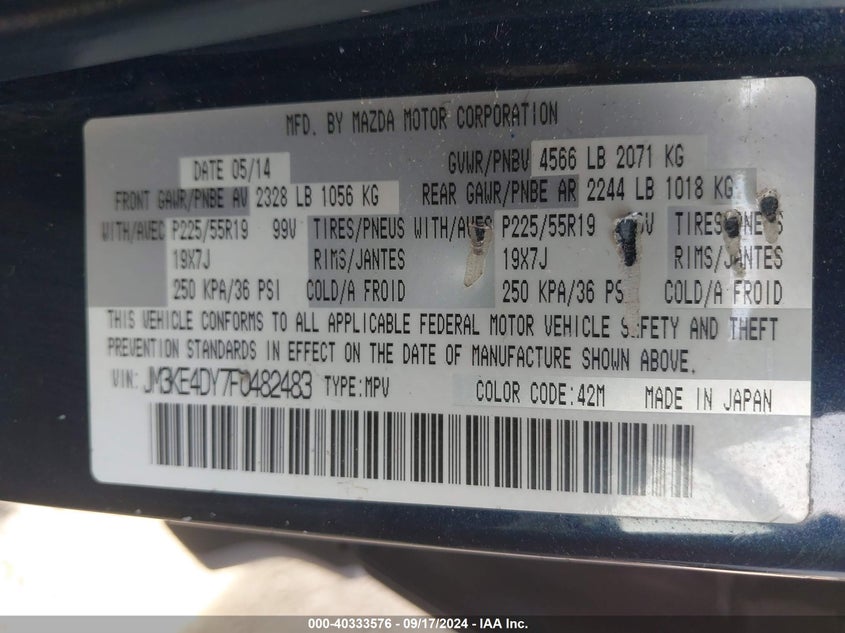 MFD. BY MAZDA MOTOR CORPORATION
DATE 05/14 GVWR/PNBV 4566 LB 2071 KG
FRONT GAWR/PNBE AV 2328 LB 1056 KG REAR GAWR/PNBE AR 2244 LB 1018 KG
WITH/AVEC P225/55R19 99V TIRES/PNEUS WITH/AVEC P225/55R19 TIRES/PNEUS
19X7J RIMS/JANTES 19X7J RIMS/JANTES
250 KPA/36 PSI COLD/A FROID 250 KPA/36 PSI COLD/A FROID
THIS VEHICLE CONFORMS TO ALL APPLICABLE FEDERAL MOTOR VEHICLE SAFETY AND THEFT
PREVENTION STANDARDS IN EFFECT ON THE DATE OF MANUFACTURE SHOWN ABOVE.
VIN: JM3KE4DY7F0482483 TYPE:MPV COLOR CODE:42M MADE IN JAPAN
000-40333576 - 09/17/2024 - IAA Inc.